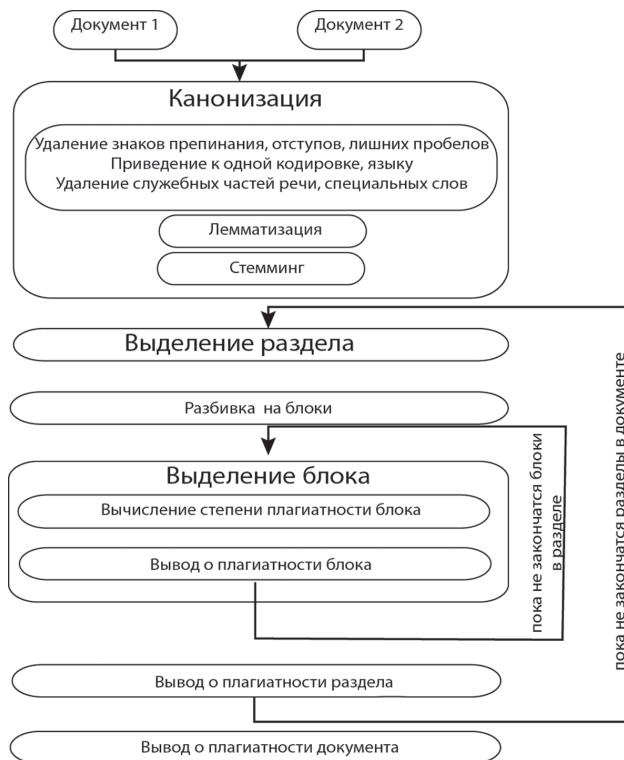 Документ 1
Документ 2
Канонизация
Удаление знаков препинания, отступов, лишних пробелов
Приведение к одной кодировке, языку
Удаление служебных частей речи, специальных слов
Лемматизация
Стемминг
Выделение раздела
Разбивка на блоки
Выделение блока
Вычисление степени плагиатности блока
Вывод о плагиатности блока
пока не закончатся блоки
в разделе
пока не закончатся разделы в документе
Вывод о плагиатности раздела
Вывод о плагиатности документа